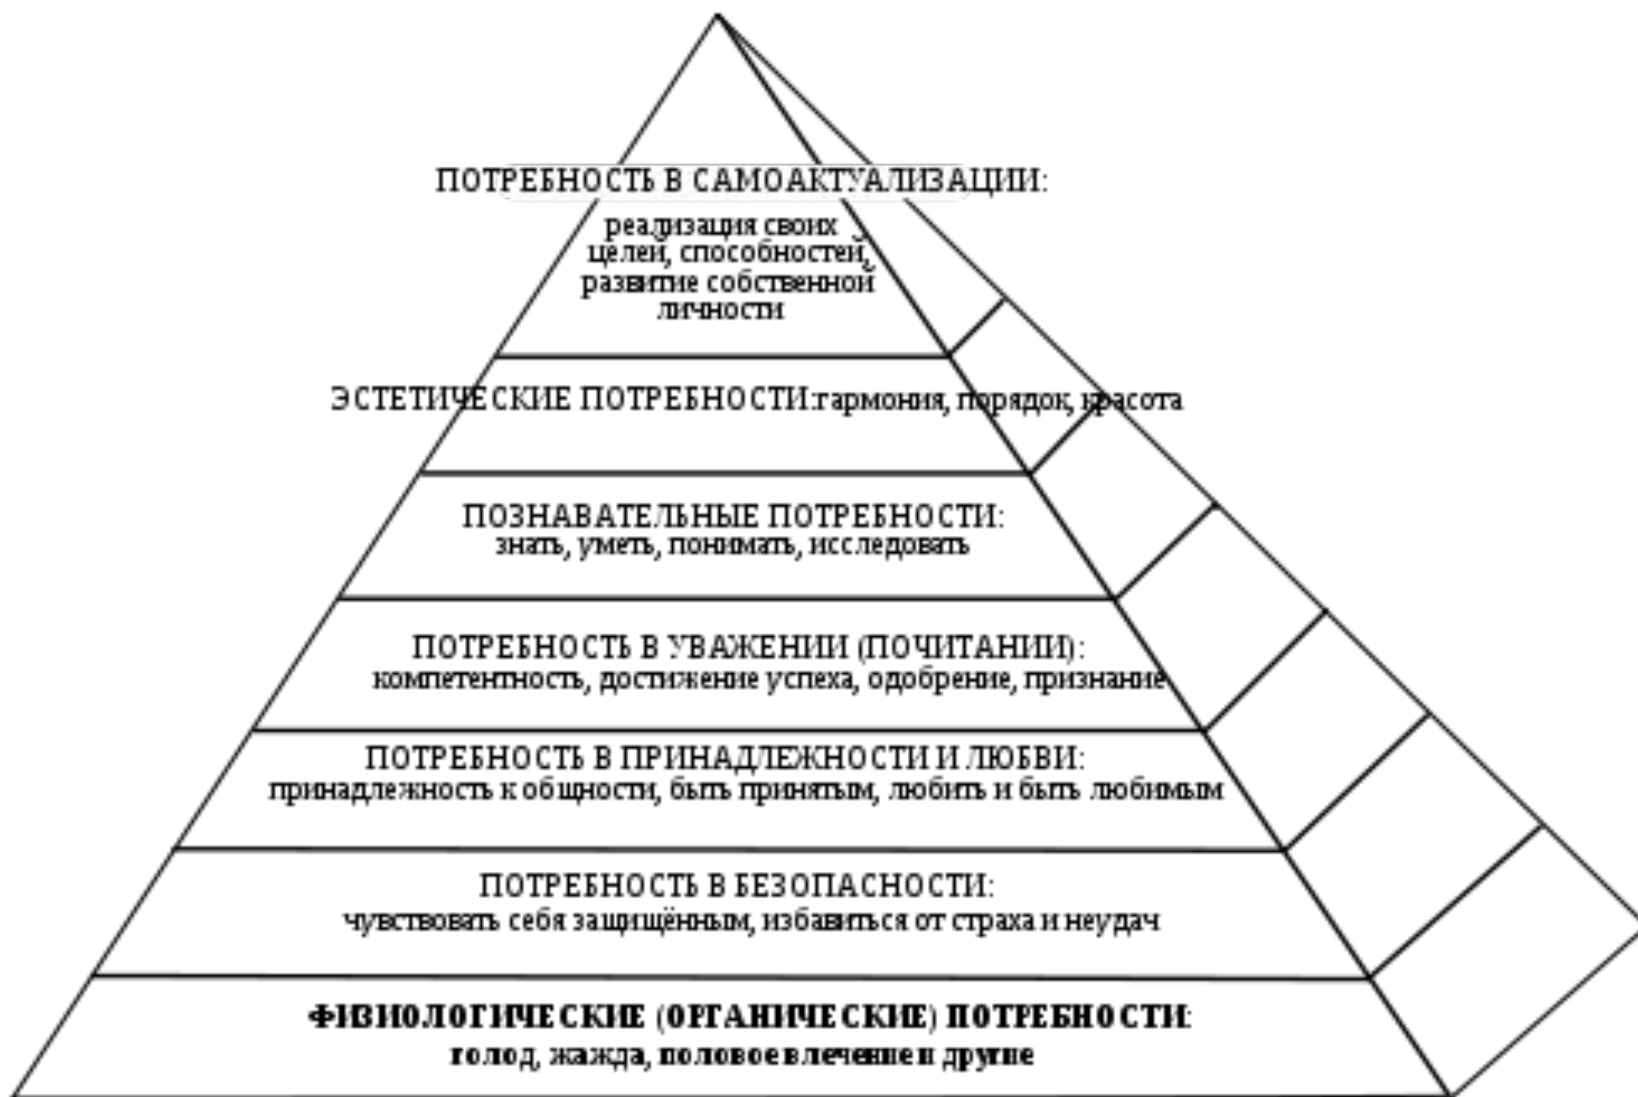 ПОТРЕБНОСТЬ В САМОАКТУАЛИЗАЦИИ:
реализация своих
целей, способностей,
развитие собственной
личности
ЭСТЕТИЧЕСКИЕ ПОТРЕБНОСТИ:гармония, порядок, красота
ПОЗНАВАТЕЛЬНЫЕ ПОТРЕБНОСТИ:
знать, уметь, понимать, исследовать
ПОТРЕБНОСТЬ В УВАЖЕНИИ (ПОЧИТАНИИ):
компетентность, достижение успеха, одобрение, признание
ПОТРЕБНОСТЬ В ПРИНАДЛЕЖНОСТИ И ЛЮБВИ:
принадлежность к общности, быть принятым, любить и быть любимым
ПОТРЕБНОСТЬ В БЕЗОПАСНОСТИ:
чувствовать себя защищённым, избавиться от страха и неудач
ФИЗИОЛОГИЧЕСКИЕ (ОРГАНИЧЕСКИЕ) ПОТРЕБНОСТИ:
голод, жажда, половое влечение и другие